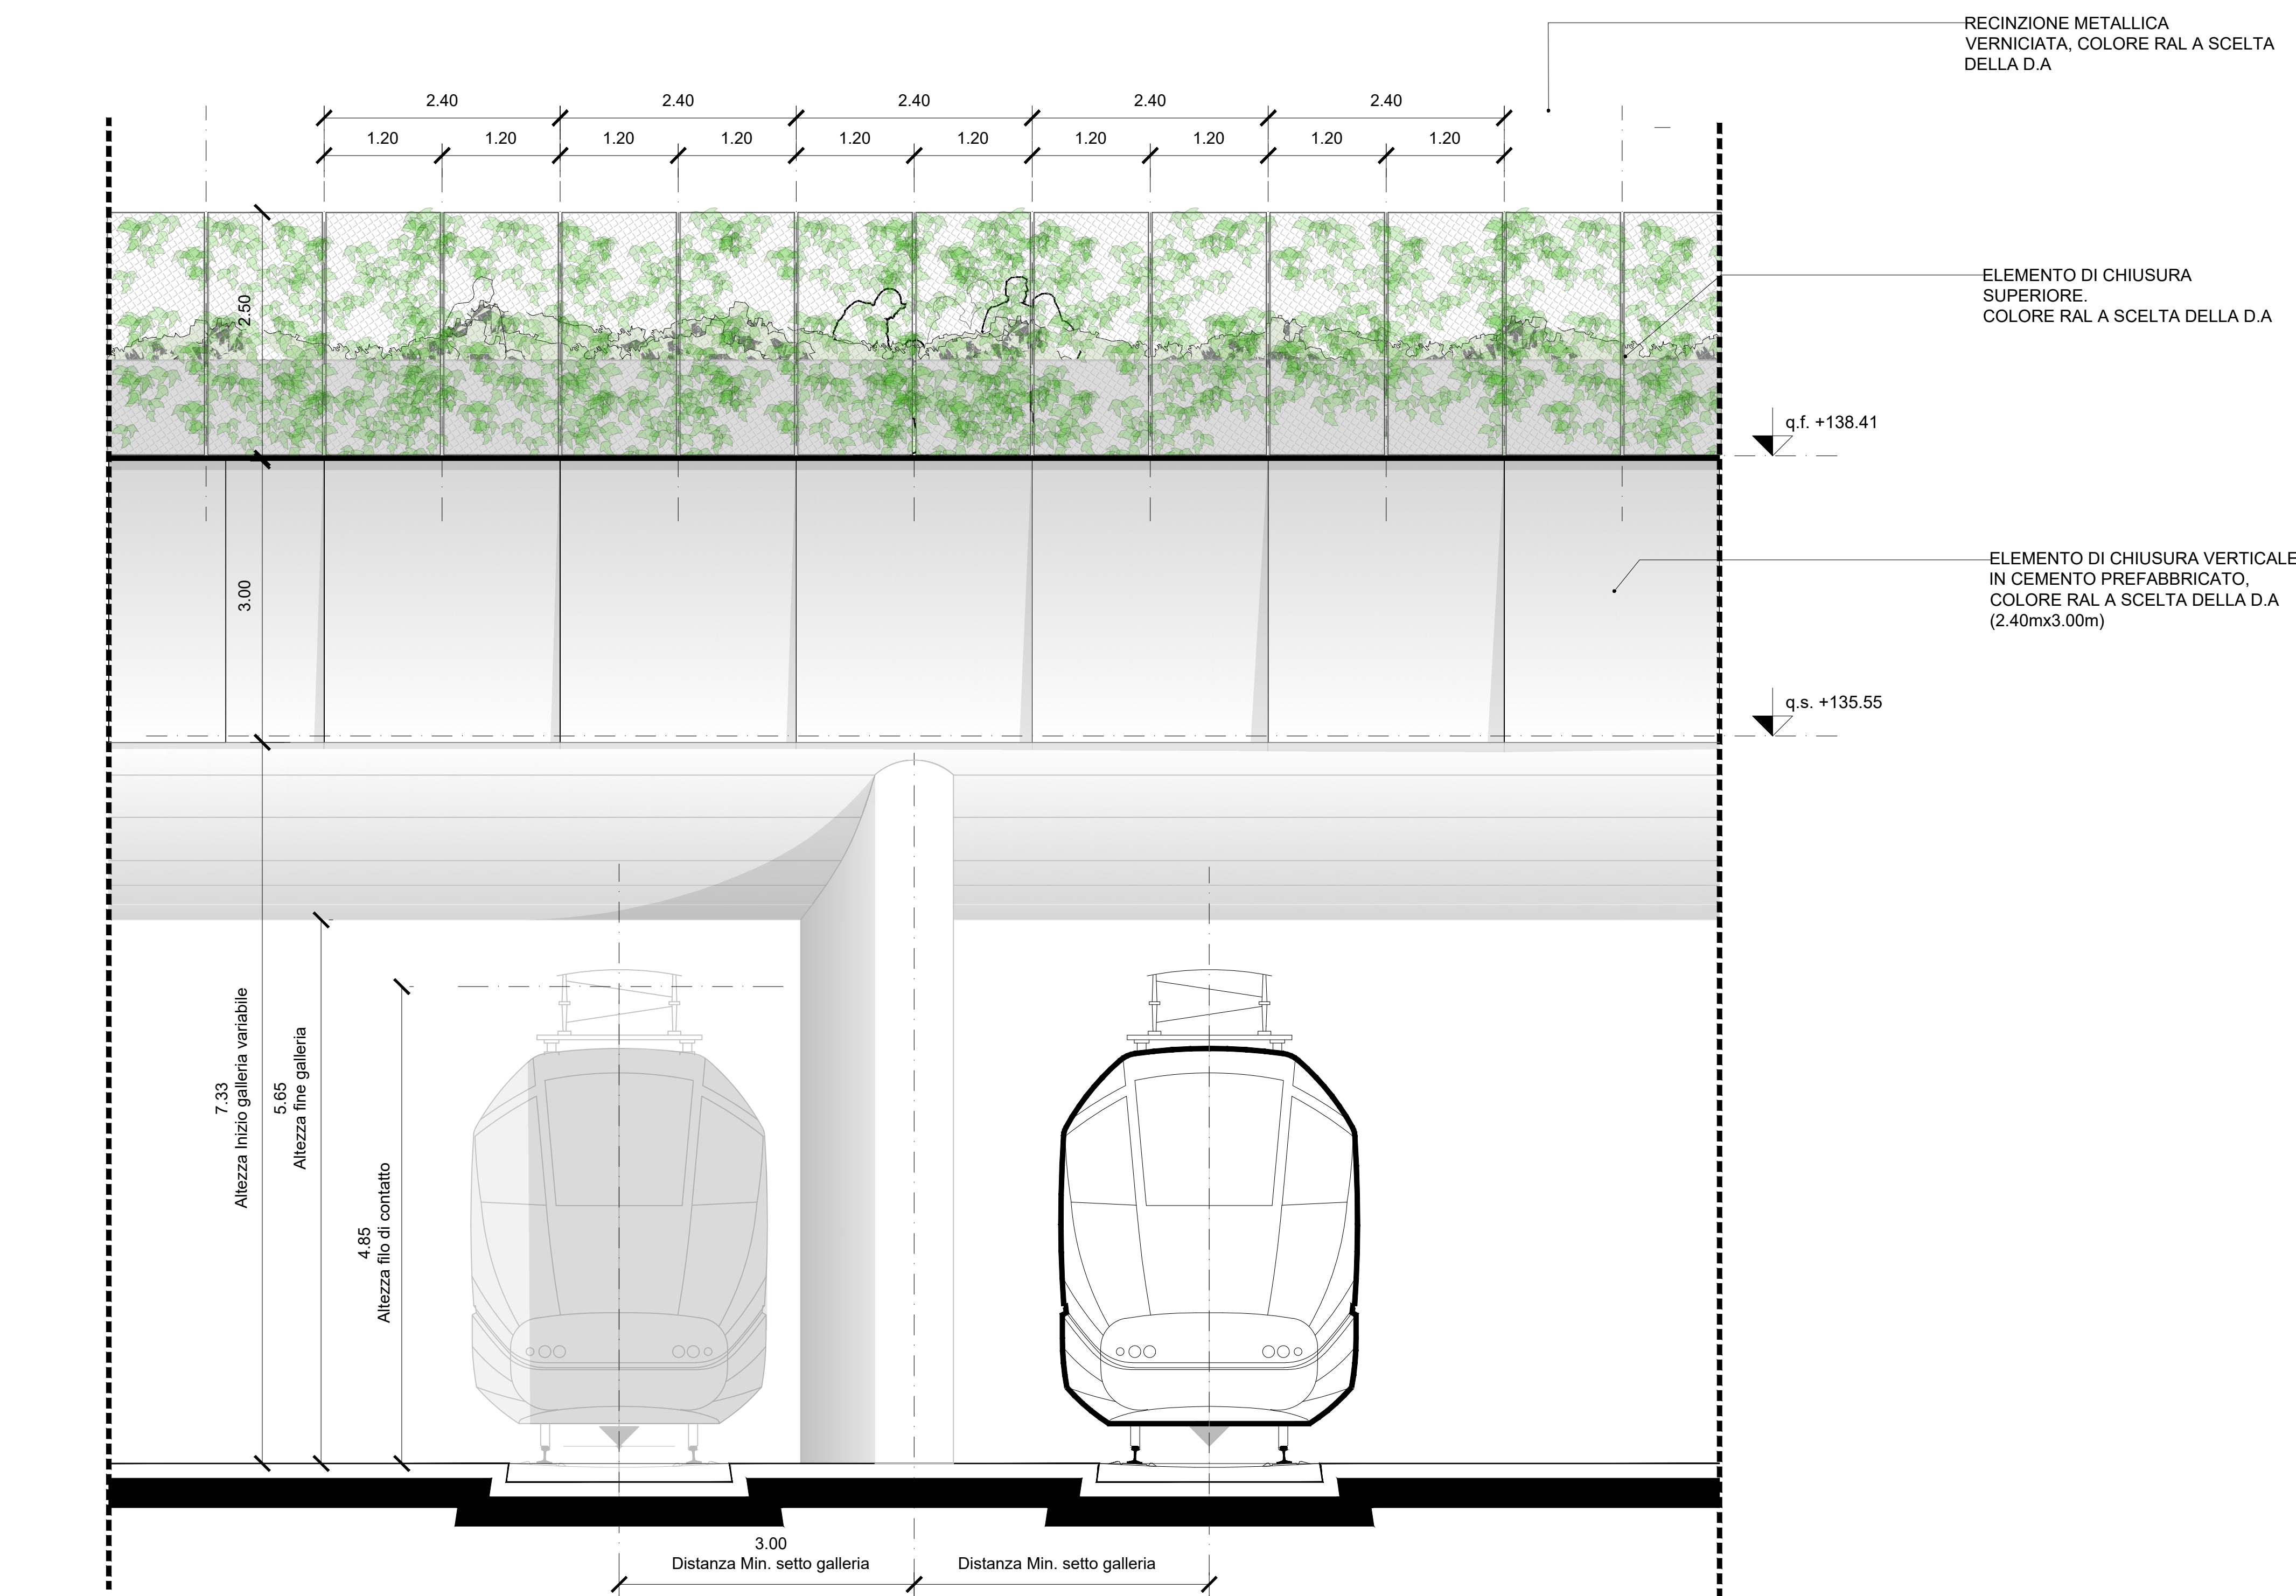 RECINZIONE METALLICA
VERNICIATA, COLORE RAL A SCELTA
DELLA D.A
2.40 2.40 2.40 2.40 2.40
1.20 1.20 1.20 1.20 1.20 1.20 1.20 1.20 1.20 1.20
2.50
ELEMENTO DI CHIUSURA
SUPERIORE.
COLORE RAL A SCELTA DELLA D.A
q.f. +138.41
3.00
ELEMENTO DI CHIUSURA VERTICALE
IN CEMENTO PREFABBRICATO,
COLORE RAL A SCELTA DELLA D.A
(2.40mx3.00m)
q.s. +135.55
7.33
Altezza Inizio galleria variabile
5.65
Altezza fine galleria
4.85
Altezza filo di contatto
3.00
Distanza Min. setto galleria Distanza Min. setto galleria